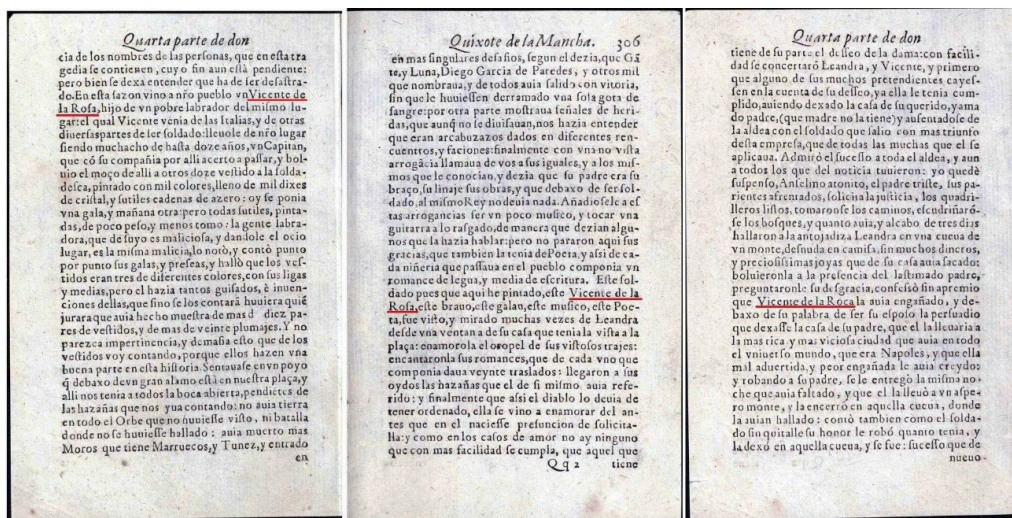 Quarta parte de don
cia de los nombres de las personas, que en esta tra
gedia se contienen, cuyo fin aun està pendiente:
pero bien se dexa entender que ha de ser desastra-
do. En esta sazon vino a nr̃o pueblo vn Vicente de
la Rosa, hijo de vn pobre labrador del mismo lu-
gar: el qual Vicente venia de las Italias, y de otras
diuersas partes de ser soldado: lleuole de nr̃o lugar
siendo muchacho de hasta doze años, vn Capitan,
que cõ su compañia por alli acerto a passar, y bol-
uio el moço de alli a otros doze vestido a la solda-
desca, pintado con mil colores, lleno de mil dixes
de cristal, y sutiles cadenas de azero: oy se ponia
vna gala, y mañana otra: pero todas sutiles, pinta-
das, de poco peso, y menos tomo: la gente labra-
dora, que de suyo es maliciosa, y dandole el ocio
lugar, es la misma malicia, lo notò, y contò punto
por punto sus galas, y preseas, y hallò que los ves-
tidos eran tres de diferentes colores, con sus ligas
y medias, pero el hazia tantos guisados, è inuen-
ciones dellas, que sino se los contarã huuiera quiẽ
jurara que auia hecho muestra de mas d diez pa-
res de vestidos, y de mas de veinte plumajes. Y no
parezca impertinencia, y demasia esto que de los
vestidos voy contando, porque ellos hazen vna
buena parte en esta historia. Sentauase en vn poyo
q̃ debaxo de vn gran alamo està en nuestra plaça, y
alli nos tenia a todos la boca abierta, pendiẽtes de
las hazañas que nos yua contando: no auia tierra
en todo el Orbe que no huuiesse visto, ni batalla
donde no se huuiesse hallado: auia muerto mas
Moros que tiene Marruecos, y Tunez, y entrado
en
Quixote de la Mancha. 306
en mas singulares desafios, segun el dezia, que Gã
te, y Luna, Diego Garcia de Paredes, y otros mil
que nombraua, y de todos auia salido con vitoria,
sin que le huuiessen derramado vna sola gota de
sangre: por otra parte mostraua señales de heri-
das, que aunq̃ no se diuisauan, nos hazia entender
que eran arcabuzazos dados en diferentes ren-
cuentros, y faciones: finalmente con vna no vista
arrogãcia llamaua de vos a sus iguales, y a los mis-
mos que le conocian, y dezia que su padre era su
braço, su linaje sus obras, y que debaxo de ser sol-
dado, al mismo Rey no deuia nada. Añadiosele a es
tas arrogancias ser vn poco musico, y tocar vna
guitarra a lo rasgado, de manera que dezian algu-
nos que la hazia hablar: pero no pararon aqui sus
gracias, que tambien la tenia de Poeta, y assi de ca-
da niñeria que passaua en el pueblo componia vn
romance de legua, y media de escritura. Este sol-
dado pues que aqui he pintado, este Vicente de la
Rosa, este brauo, este galan, este musico, este Poe-
ta, fue visto, y mirado muchas vezes de Leandra
desde vna ventana de su casa que tenia la vista a la
plaça: enamorola el oropel de sus vistosos trajes:
encantaronla sus romances, que de cada vno que
componia daua veynte traslados: llegaron a sus
oydos las hazañas que el de si mismo auia refe-
rido: y finalmente que assi el diablo lo deuia de
tener ordenado, ella se vino a enamorar del an-
tes que en el naciesse presuncion de solicita-
lla: y como en los casos de amor no ay ninguno
que con mas facilidad se cumpla, que aquel que
Qq 2 tiene
Quarta parte de don
tiene de su parte el desseo de la dama: con facili-
dad se concertarõ Leandra, y Vicente, y primero
que alguno de sus muchos pretendientes cayes-
sen en la cuenta de su desseo, ya ella le tenia cum-
plido, auiendo dexado la casa de su querido, y ama
do padre, (que madre no la tiene) y ausentadose de
la aldea con el soldado que salio con mas triunfo
desta empresa, que de todas las muchas que el se
aplicaua. Admirò el sucesso a toda el aldea, y aun
a todos los que del noticia tuuieron: yo quedè
suspenso, Anselmo atonito, el padre triste, sus pa-
rientes afrentados, solicita la justicia, los quadri-
lleros listos, tomaronse los caminos, escudriñarõ-
se los bosques, y quanto auia, y al cabo de tres dias
hallaron a la antojadiza Leandra en vna cueua de
vn monte, desnuda en camisa, sin muchos dineros,
y preciosissimas joyas que de su casa auia sacado:
boluieronla a la presencia del lastimado padre,
preguntaronle su desgracia, confessò sin apremio
que Vicente de la Roca la auia engañado, y de-
baxo de su palabra de ser su esposo la persuadio
que dexasse la casa de su padre, que el la lleuaria a
la mas rica y mas viciosa ciudad que auia en todo
el vniuerso mundo, que era Napoles, y que ella
mal aduertida, y peor engañada le auia creydo:
y robando a su padre, se le entregò la misma no-
che que auia faltado, y que el la lleuò a vn aspe-
ro monte, y la encerrò en aquella cueua, donde
la auian hallado: contò tambien como el solda-
do sin quitalle su honor le robò quanto tenia, y
la dexò en aquella cueua, y se fue: sucesso que de
nueuo